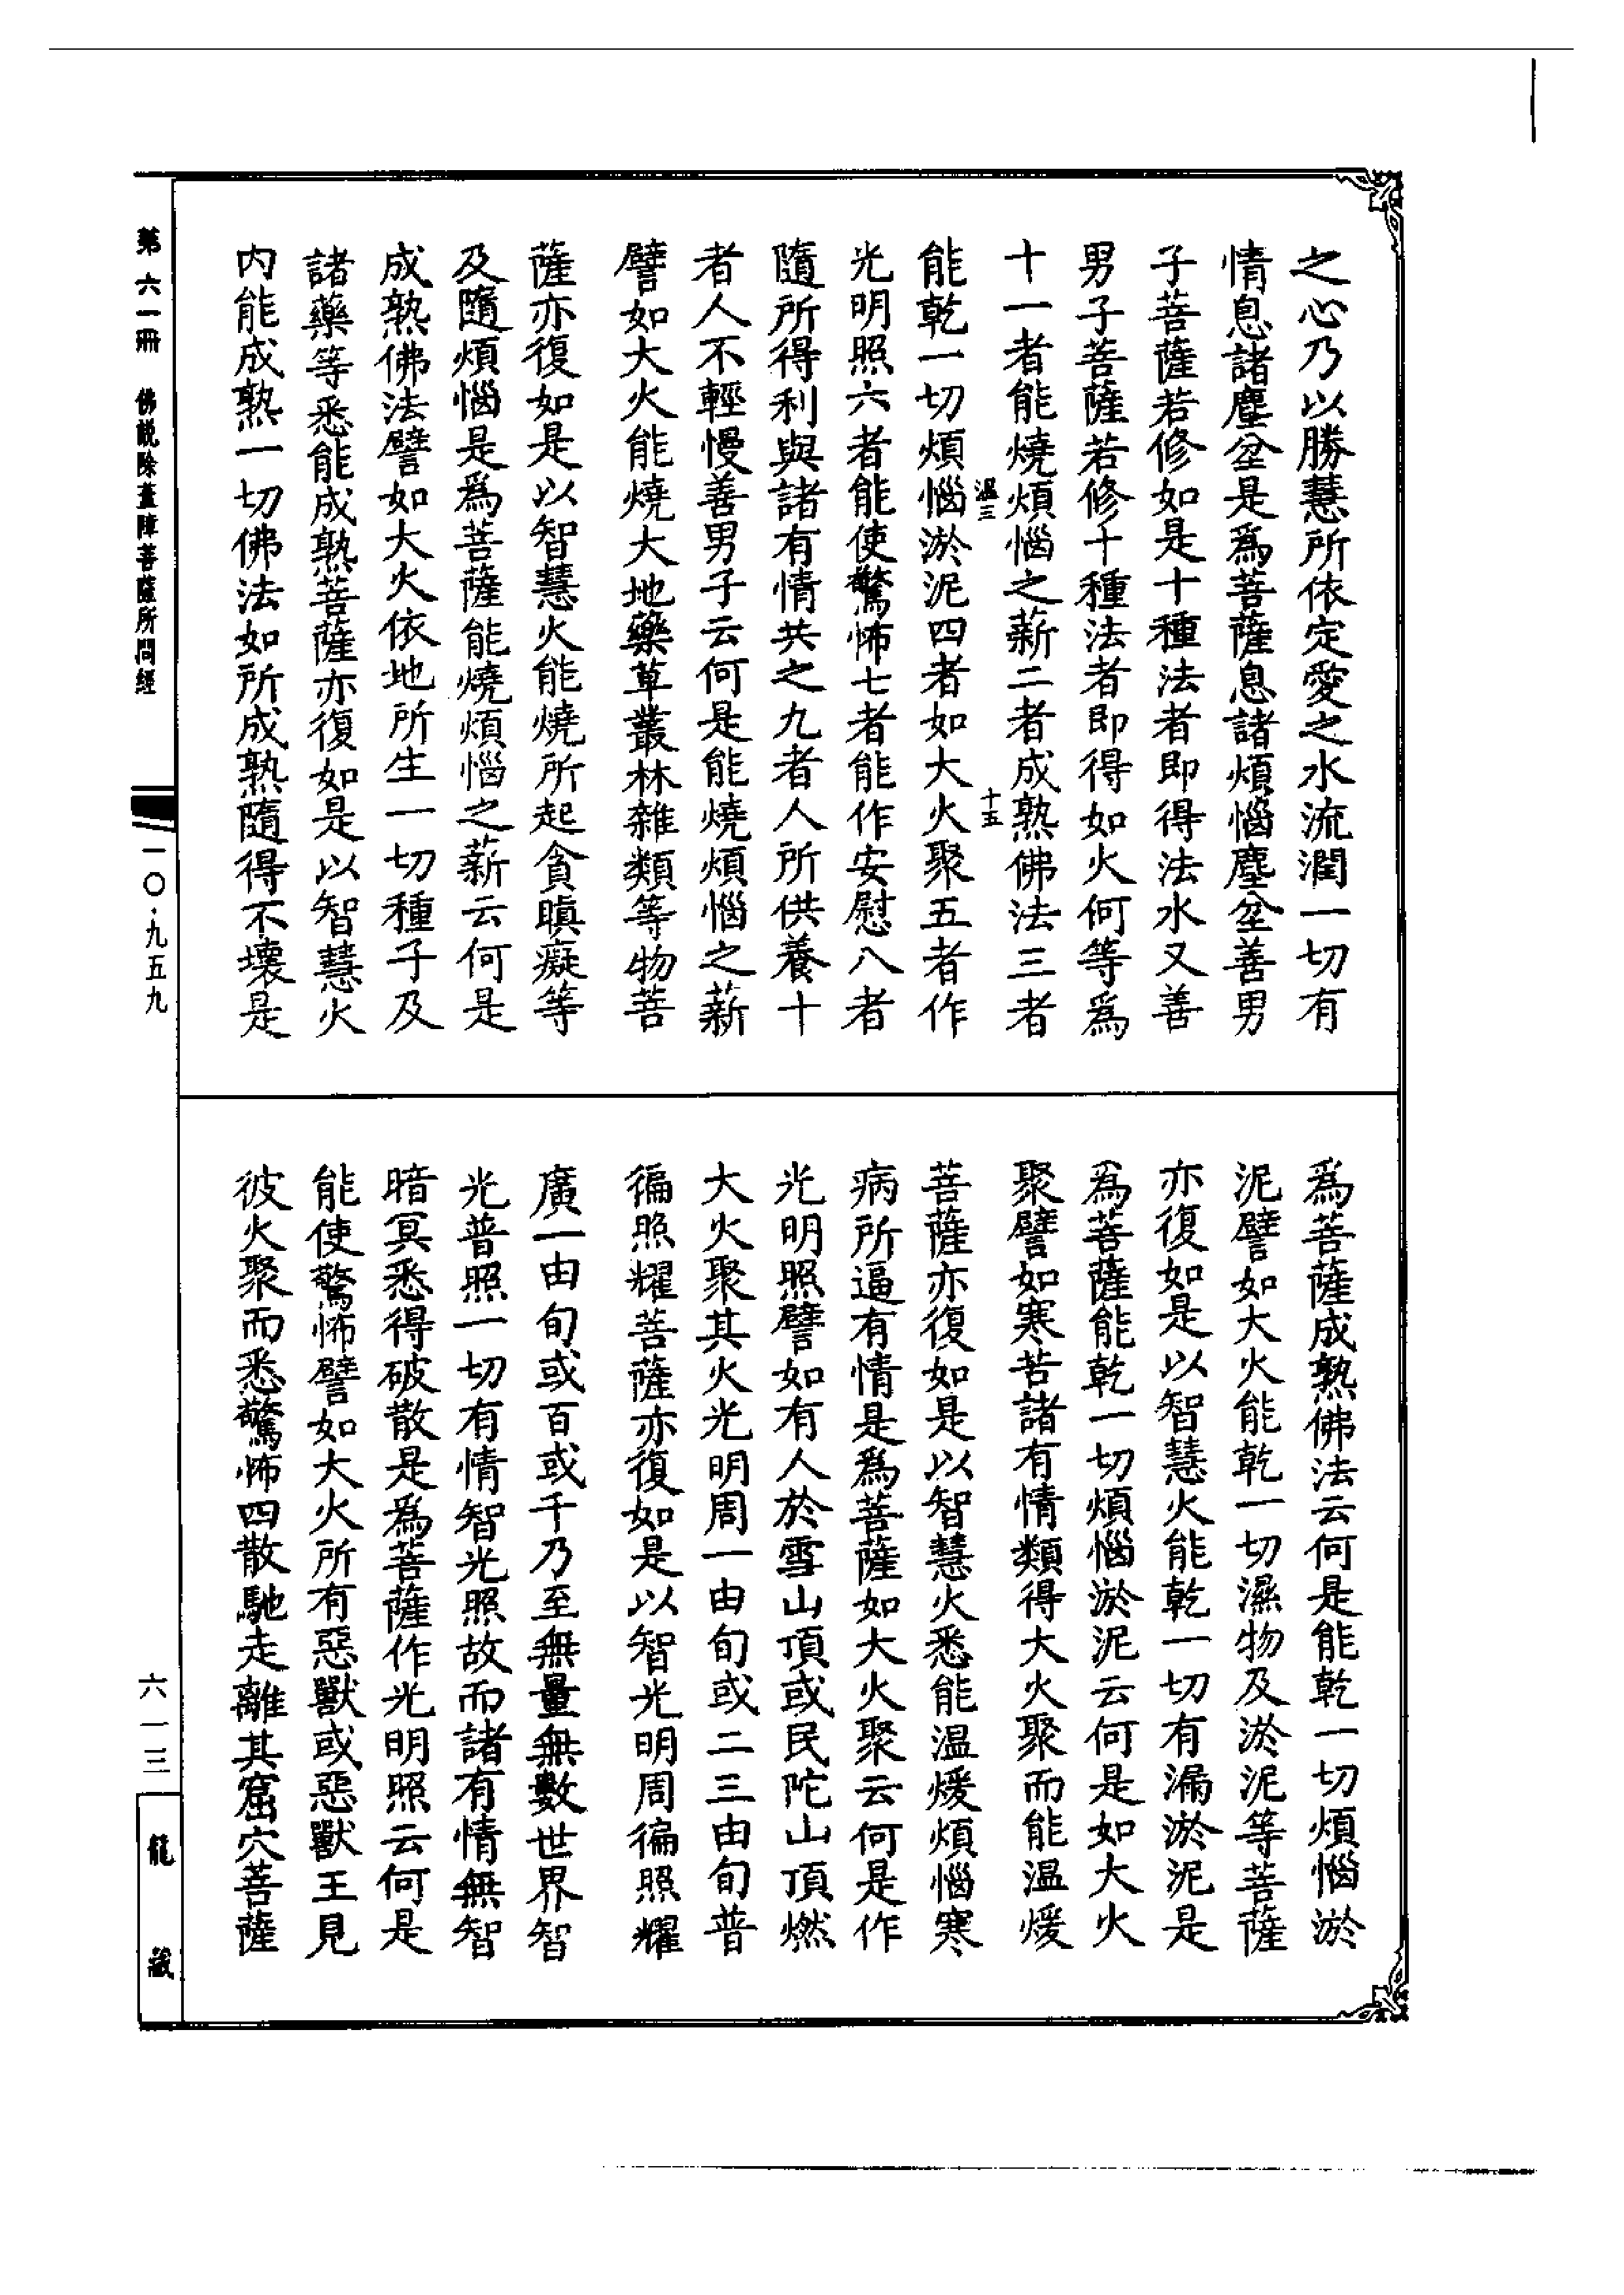 之心乃以勝慧所依定愛之水流潤一切有
情息諸塵坌是爲菩薩息諸煩惱塵坌善男
子菩薩若修如是十種法者即得法水又善
男子菩薩若修十種法者即得如火何等爲
十一者能燒煩惱之薪二者成熟佛法三者
温三
十五
能乾一切煩惱淤泥四者如大火聚五者作
光明照六者能使驚怖七者能作安慰八者
隨所得利與諸有情共之九者人所供養十
者人不輕慢善男子云何是能燒煩惱之薪
譬如大火能燒大地藥草叢林雜類等物菩
薩亦復如是以智慧火能燒所起貪瞋癡等
及隨煩惱是爲菩薩能燒煩惱之薪云何是
成熟佛法譬如大火依地所生一切種子及
諸藥等悉能成熟菩薩亦復如是以智慧火
内能成熟一切佛法如所成熟隨得不壞是
爲菩薩成熟佛法云何是能乾一切煩惱淤
泥譬如大火能乾一切濕物及淤泥等菩薩
亦復如是以智慧火能乾一切有漏淤泥是
爲菩薩能乾一切煩惱淤泥云何是如大火
聚譬如寒苦諸有情類得大火聚而能温煖
菩薩亦復如是以智慧火悉能温煖煩惱寒
病所逼有情是爲菩薩如大火聚云何是作
光明照譬如有人於雪山頂或民陀山頂燃
大火聚其火光明周一由旬或二三由旬普
徧照耀菩薩亦復如是以智光明周徧照耀
廣一由旬或百或千乃至無量無數世界智
光普照一切有情智光照故而諸有情無智
暗冥悉得破散是爲菩薩作光明照云何是
能使驚怖譬如大火所有惡獸或惡獸王見
彼火聚而悉驚怖四散馳走離其窟穴菩薩
第六一冊 佛説除蓋障菩薩所問經
一〇·九五九
六一三
龍藏